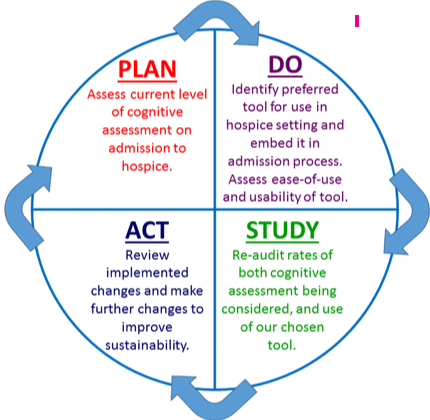 PLAN
Assess current level
of cognitive
assessment on
admission to
hospice.
DO
Identify preferred
tool for use in
hospice setting and
embed it in
admission process.
Assess ease-of-use
and usability of tool.
ACT
Review
implemented
changes and make
further changes to
improve
sustainability.
STUDY
Re-audit rates of
both cognitive
assessment being
considered, and use
of our chosen
tool.